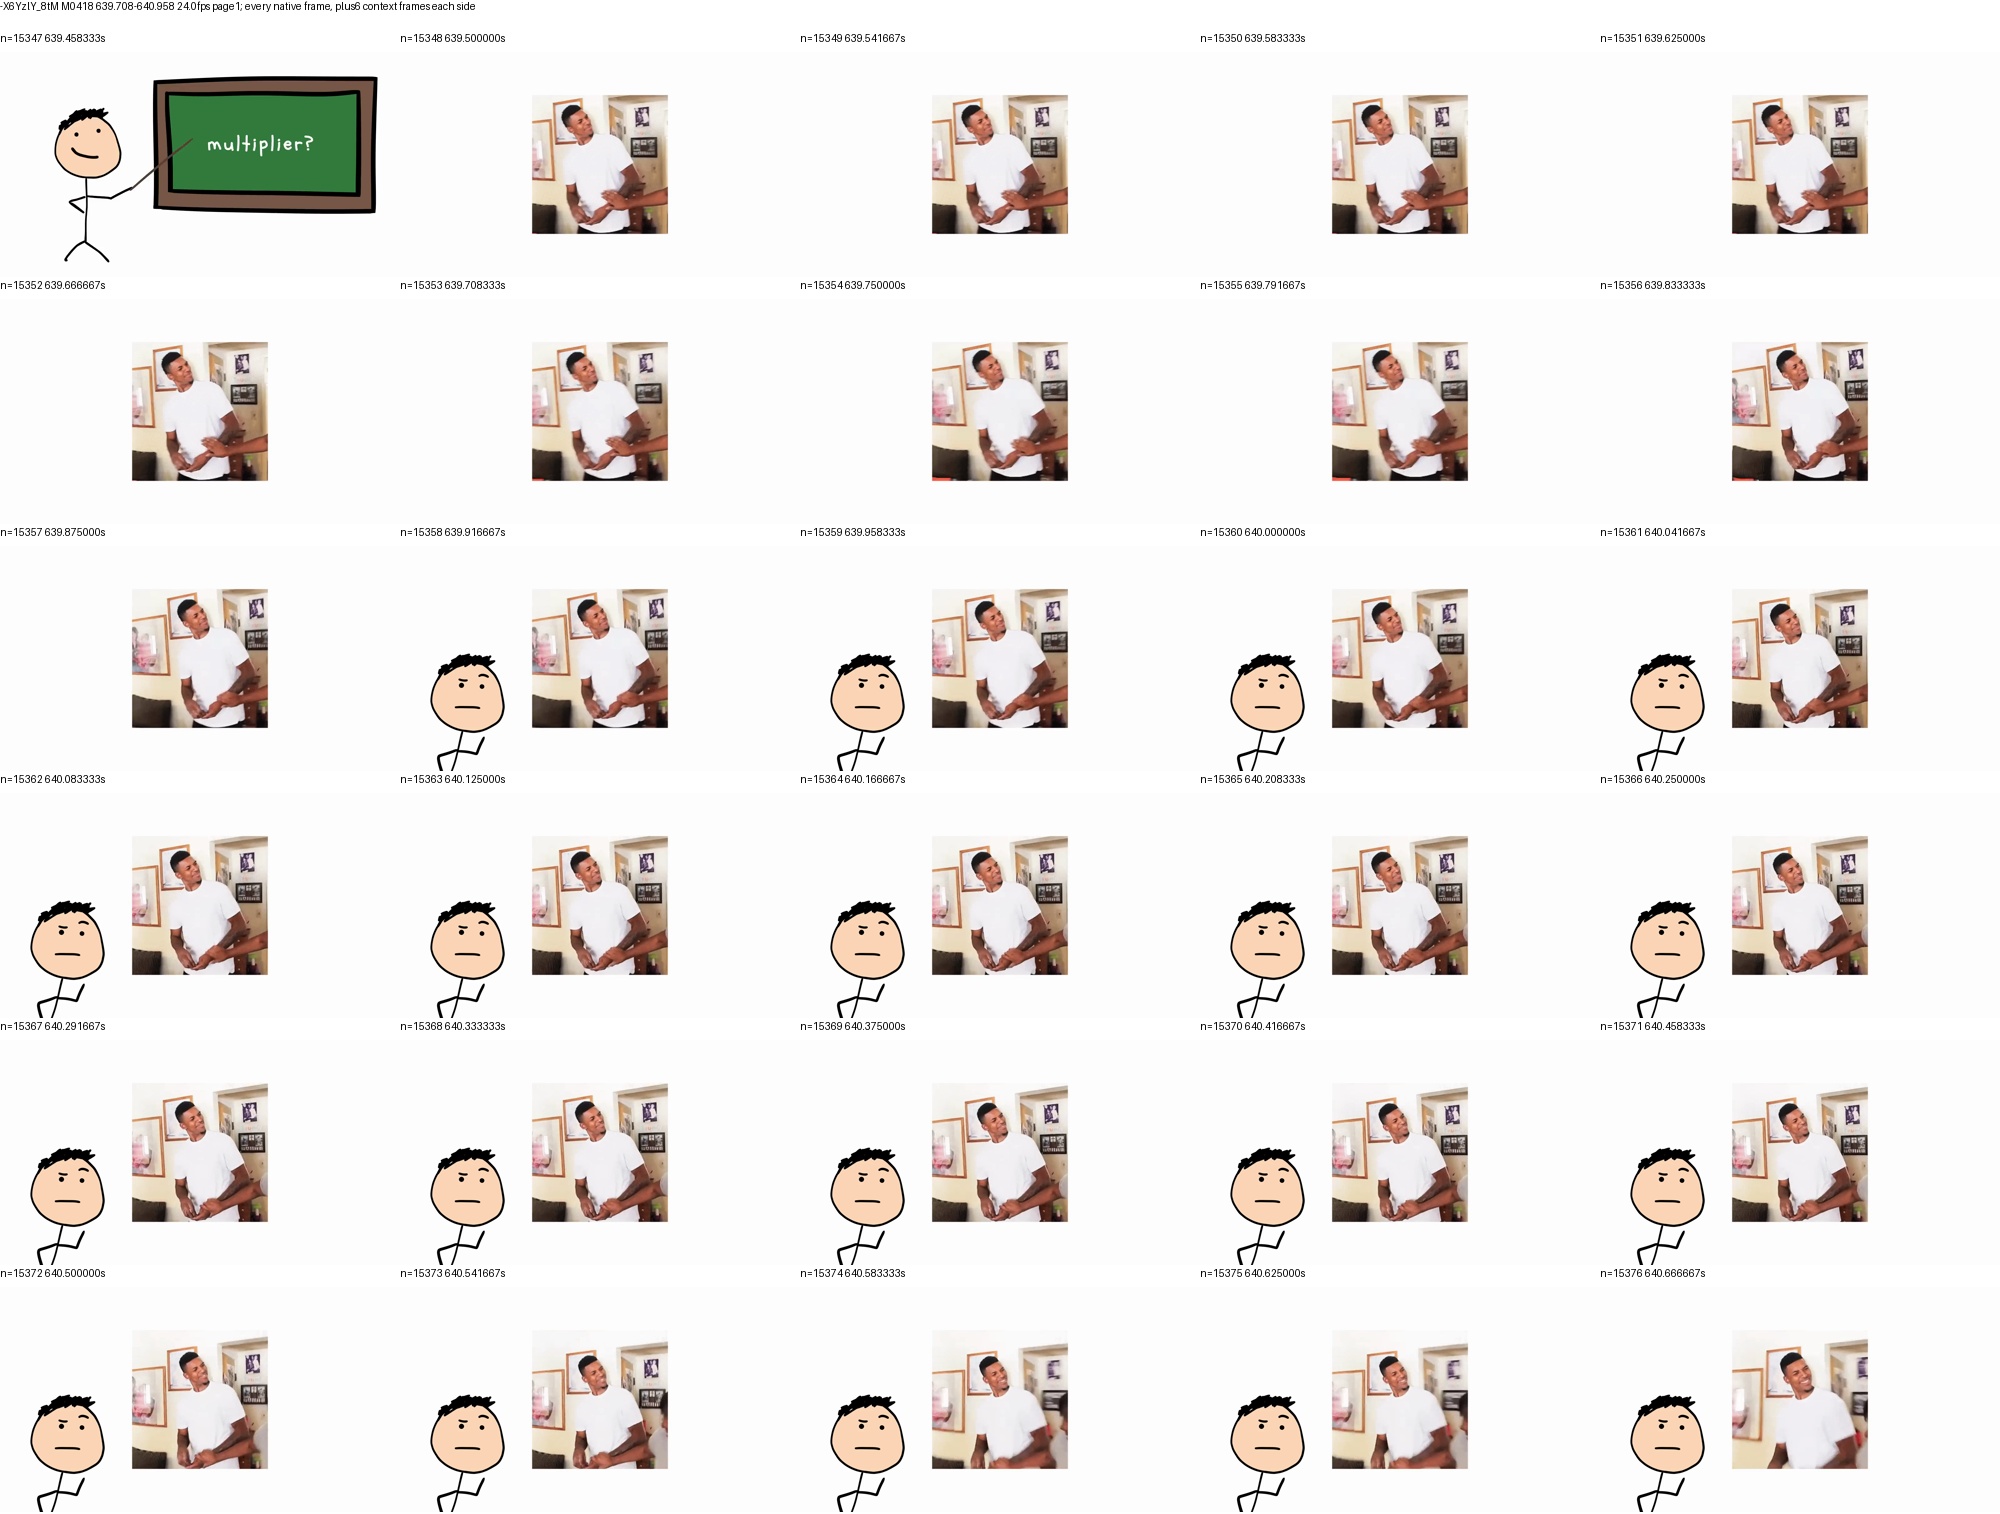 -X6YzlY_8tM M0418 639.708-640.958 24.0fps page1; every native frame, plus6 context frames each side
n=15347 639.458333s
n=15348 639.500000s
n=15349 639.541667s
n=15350 639.583333s
n=15351 639.625000s
multiplier?
n=15352 639.666667s
n=15353 639.708333s
n=15354 639.750000s
n=15355 639.791667s
n=15356 639.833333s
n=15357 639.875000s
n=15358 639.916667s
n=15359 639.958333s
n=15360 640.000000s
n=15361 640.041667s
n=15362 640.083333s
n=15363 640.125000s
n=15364 640.166667s
n=15365 640.208333s
n=15366 640.250000s
n=15367 640.291667s
n=15368 640.333333s
n=15369 640.375000s
n=15370 640.416667s
n=15371 640.458333s
n=15372 640.500000s
n=15373 640.541667s
n=15374 640.583333s
n=15375 640.625000s
n=15376 640.666667s